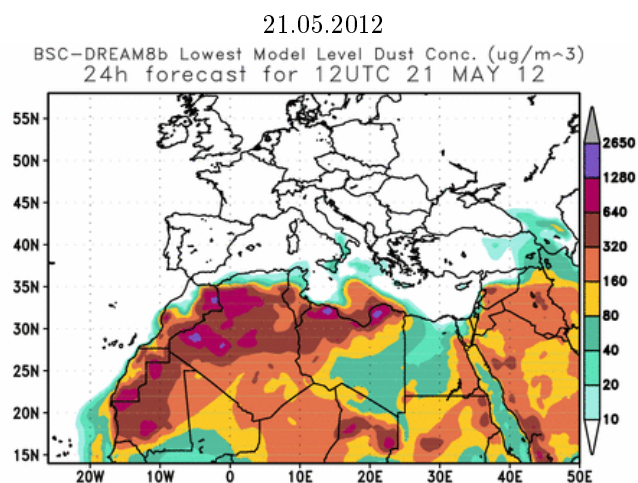 21.05.2012
BSC-DREAM8b Lowest Model Level Dust Conc. (ug/m^3)
24h forecast for 12UTC 21 MAY 12
55N
50N
45N
40N
35N
30N
25N
20N
15N
20W 10W 0 10E 20E 30E 40E 50E
2650
1280
640
320
160
80
40
20
10